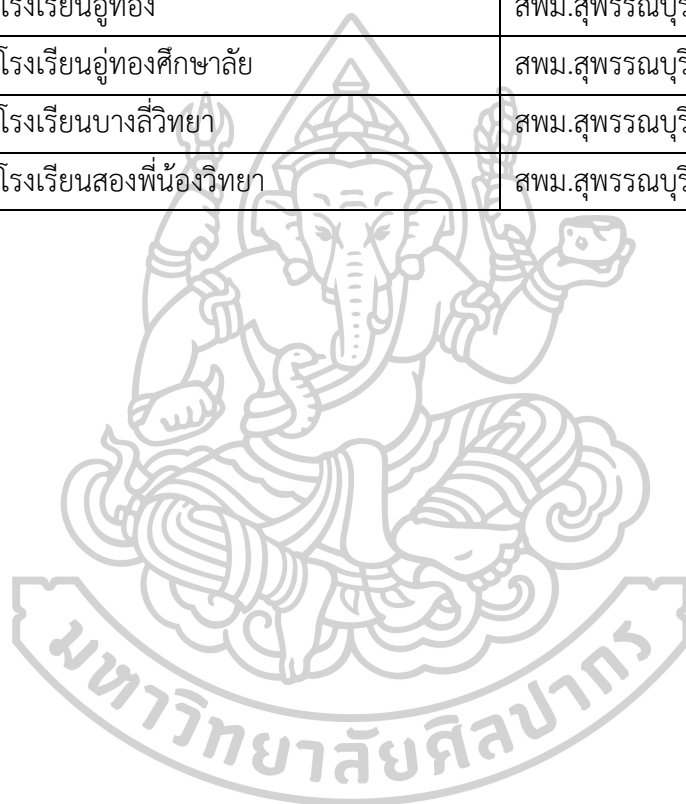 โรงเรียนอู่ทอง สพม.สุพรรณบุรี
โรงเรียนอู่ทองศึกษาลัย สพม.สุพรรณบุรี
โรงเรียนบางลี่วิทยา สพม.สุพรรณบุรี
โรงเรียนสองพี่น้องวิทยา สพม.สุพรรณบุรี
มหาวิทยาลัยศิลปากร